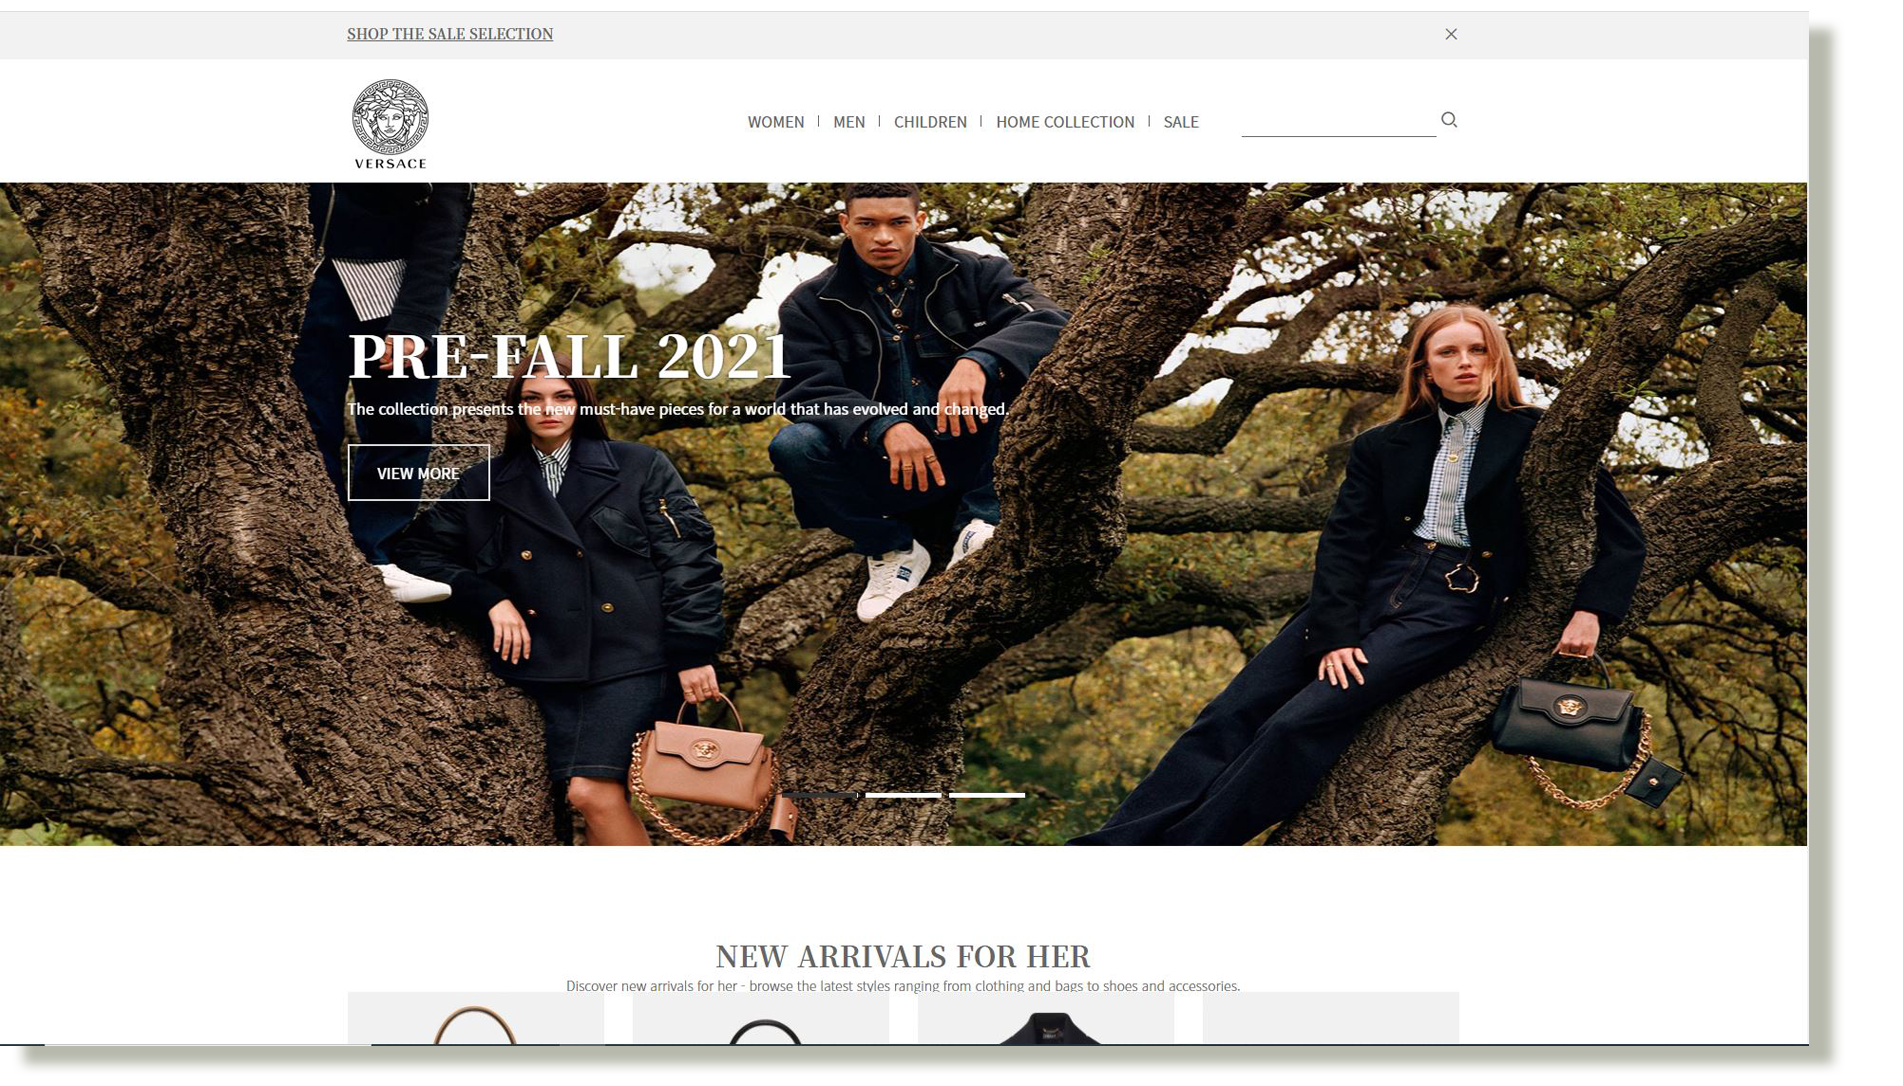 SHOP THE SALE SELECTION
VERSACE
WOMEN | MEN | CHILDREN | HOME COLLECTION | SALE
PRE-FALL 2021
The collection presents the new must-have pieces for a world that has evolved and changed.
VIEW MORE
NEW ARRIVALS FOR HER
Discover new arrivals for her - browse the latest styles ranging from clothing and bags to shoes and accessories.